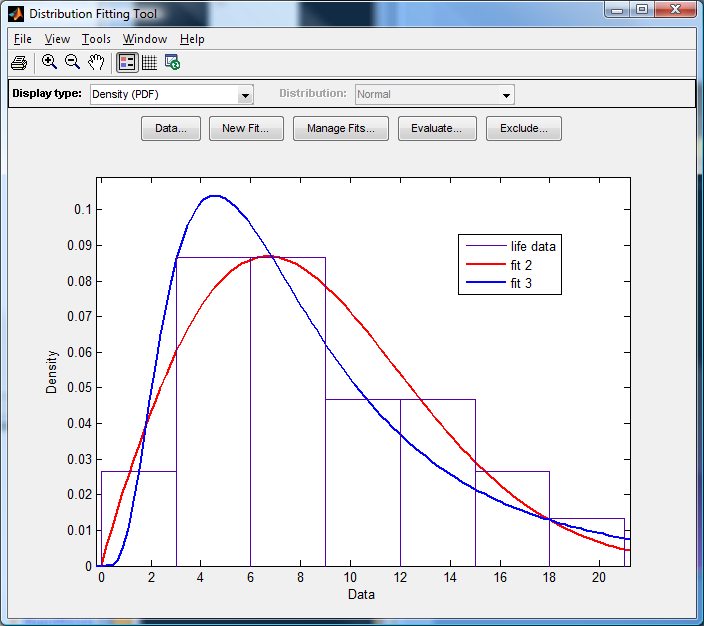 Distribution Fitting Tool
File View Tools Window Help
Display type: Density (PDF) Distribution: Normal
Data... New Fit... Manage Fits... Evaluate... Exclude...
0.1
0.09
0.08
0.07
0.06
0.05
0.04
0.03
0.02
0.01
0
Density
life data
fit 2
fit 3
0 2 4 6 8 10 12 14 16 18 20
Data